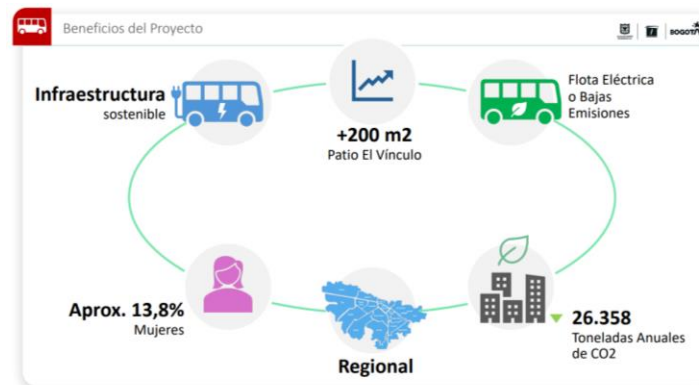 Beneficios del Proyecto
BOGOTÁ
Infraestructura
sostenible
+200 m2
Patio El Vínculo
Flota Eléctrica
o Bajas
Emisiones
Aprox. 13,8%
Mujeres
Regional
26.358
Toneladas Anuales
de CO2